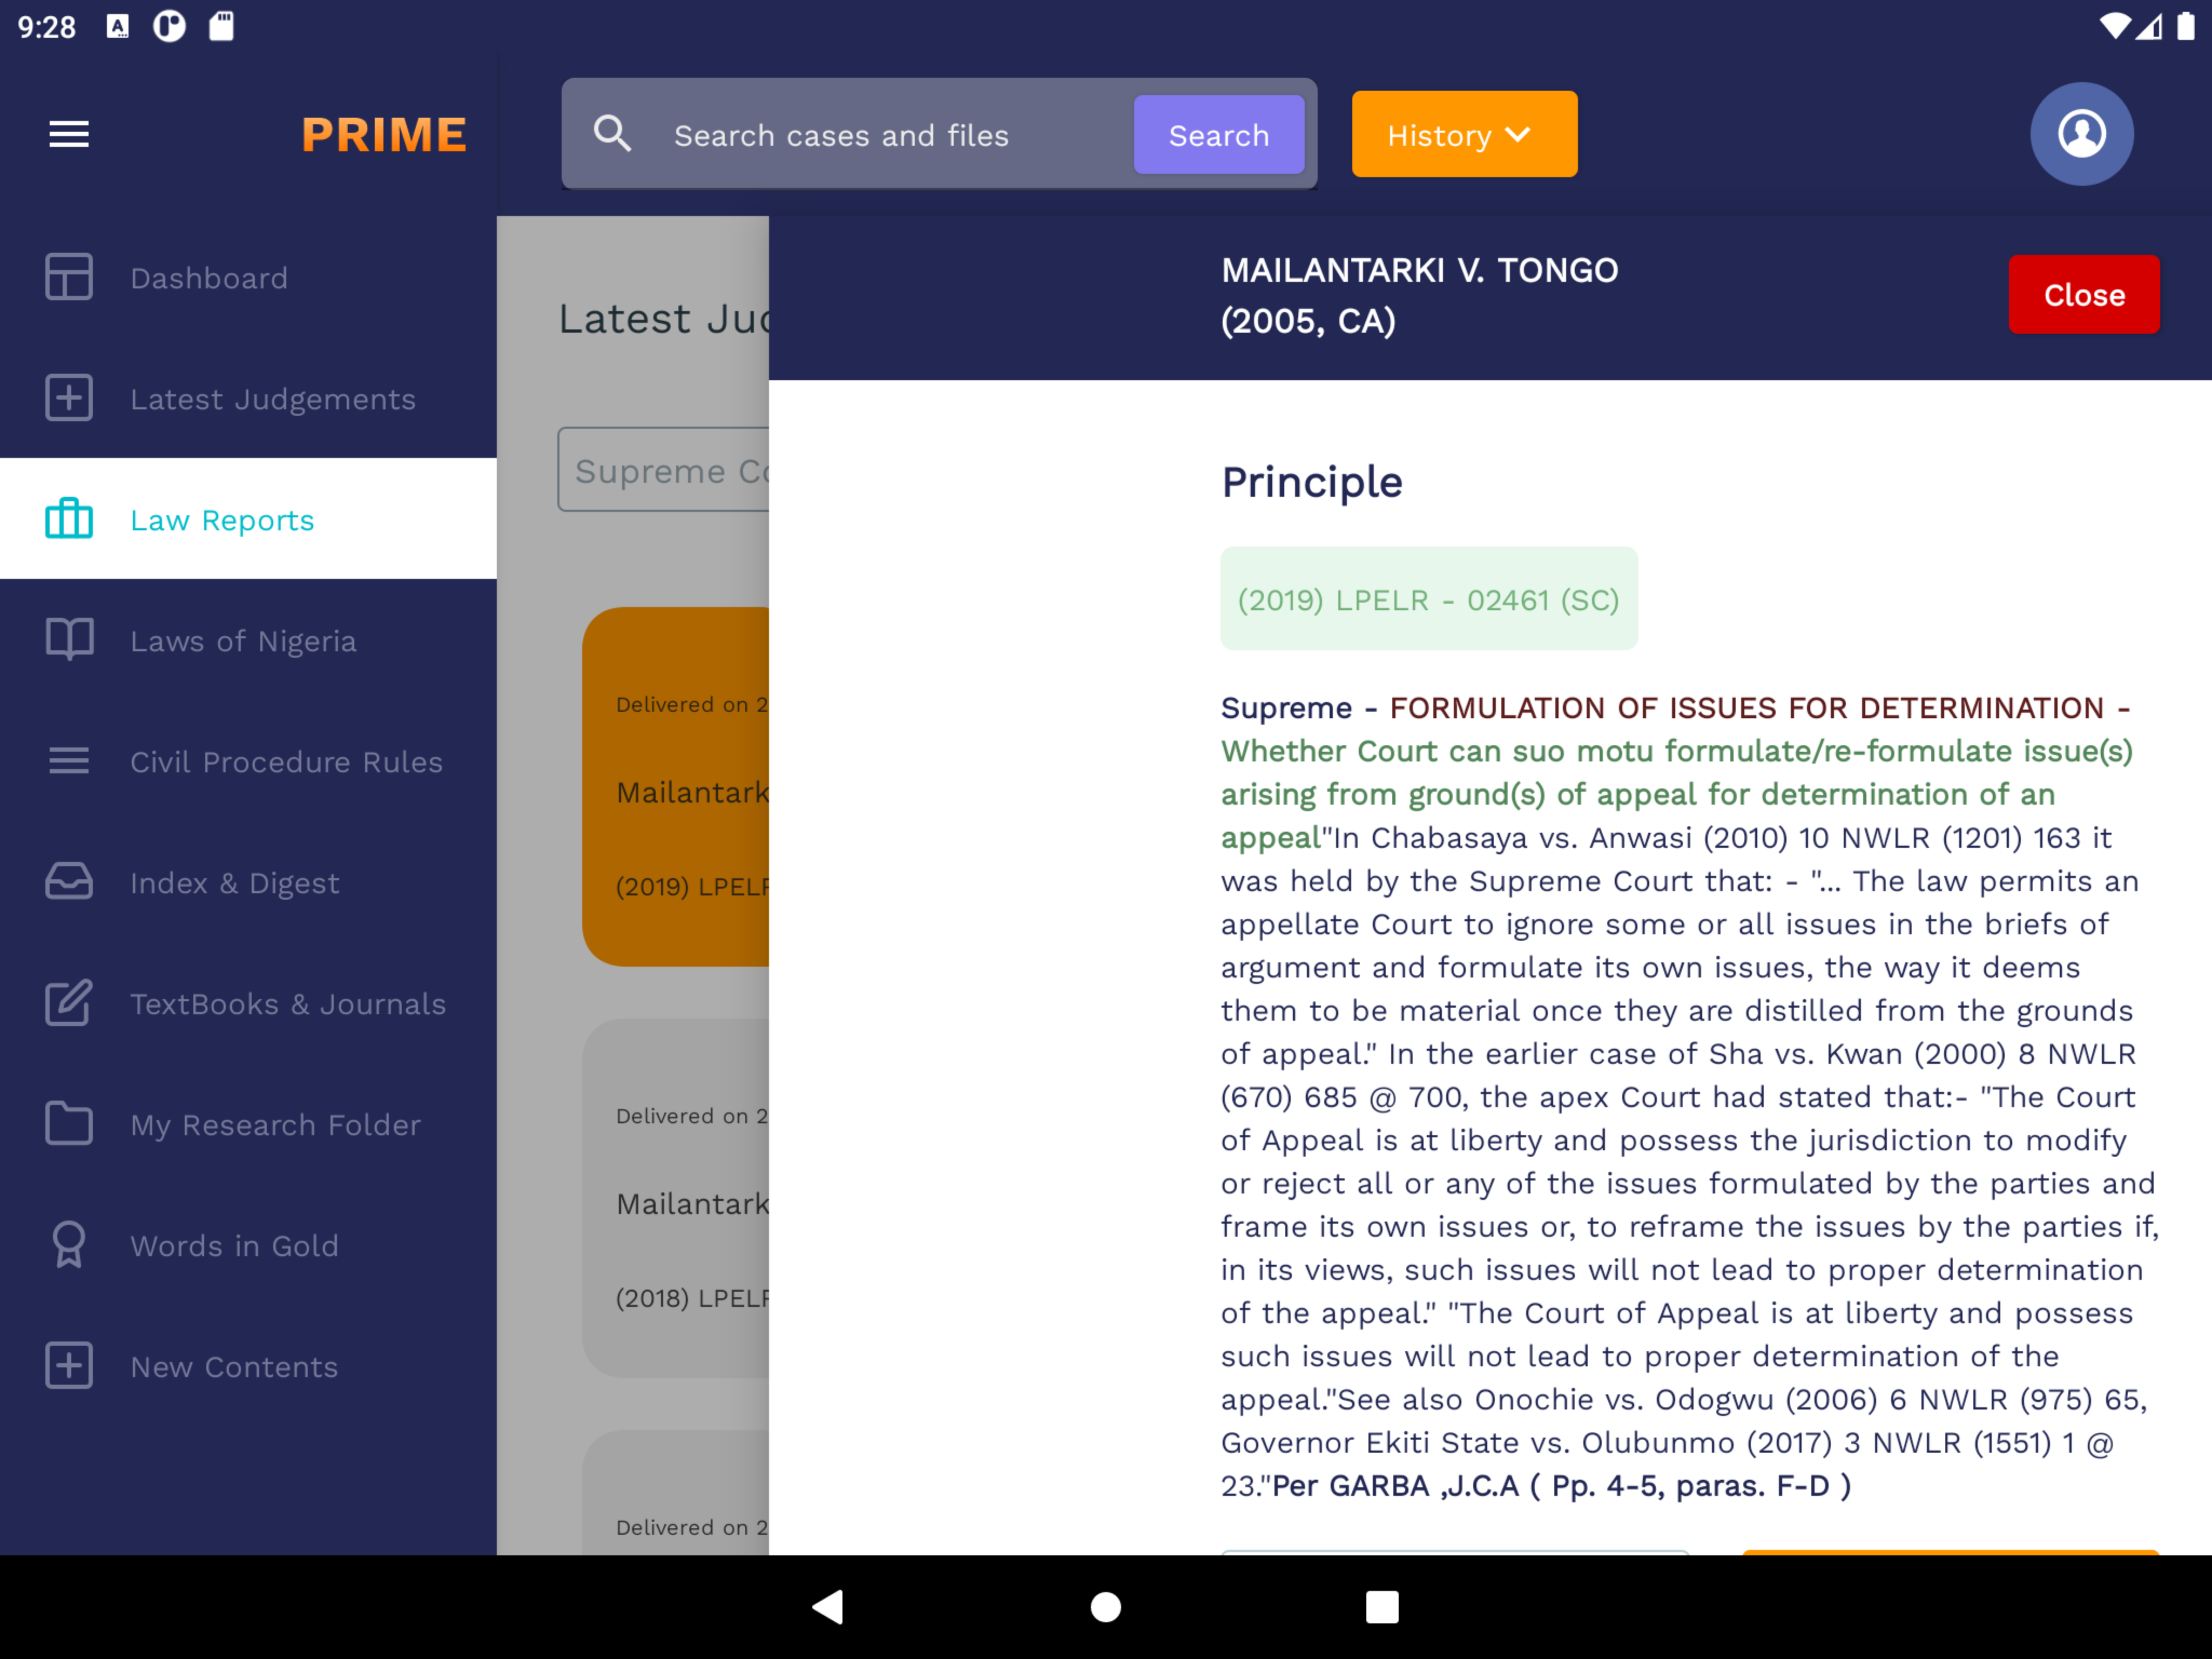 9:28
PRIME
Search cases and files
Search
History
Dashboard
Latest Judgements
Law Reports
Laws of Nigeria
Civil Procedure Rules
Index & Digest
TextBooks & Journals
My Research Folder
Words in Gold
New Contents
Latest Jud
Supreme Co
Delivered on 2
Mailantark
(2019) LPELR
Delivered on 2
Mailantark
(2018) LPELR
Delivered on 2
MAILANTARKI V. TONGO
(2005, CA)
Close
Principle
(2019) LPELR - 02461 (SC)
Supreme - FORMULATION OF ISSUES FOR DETERMINATION -
Whether Court can suo motu formulate/re-formulate issue(s)
arising from ground(s) of appeal for determination of an
appeal"In Chabasaya vs. Anwasi (2010) 10 NWLR (1201) 163 it
was held by the Supreme Court that: - "... The law permits an
appellate Court to ignore some or all issues in the briefs of
argument and formulate its own issues, the way it deems
them to be material once they are distilled from the grounds
of appeal." In the earlier case of Sha vs. Kwan (2000) 8 NWLR
(670) 685 @ 700, the apex Court had stated that:- "The Court
of Appeal is at liberty and possess the jurisdiction to modify
or reject all or any of the issues formulated by the parties and
frame its own issues or, to reframe the issues by the parties if,
in its views, such issues will not lead to proper determination
of the appeal." "The Court of Appeal is at liberty and possess
such issues will not lead to proper determination of the
appeal."See also Onochie vs. Odogwu (2006) 6 NWLR (975) 65,
Governor Ekiti State vs. Olubunmo (2017) 3 NWLR (1551) 1 @
23."Per GARBA ,J.C.A ( Pp. 4-5, paras. F-D )